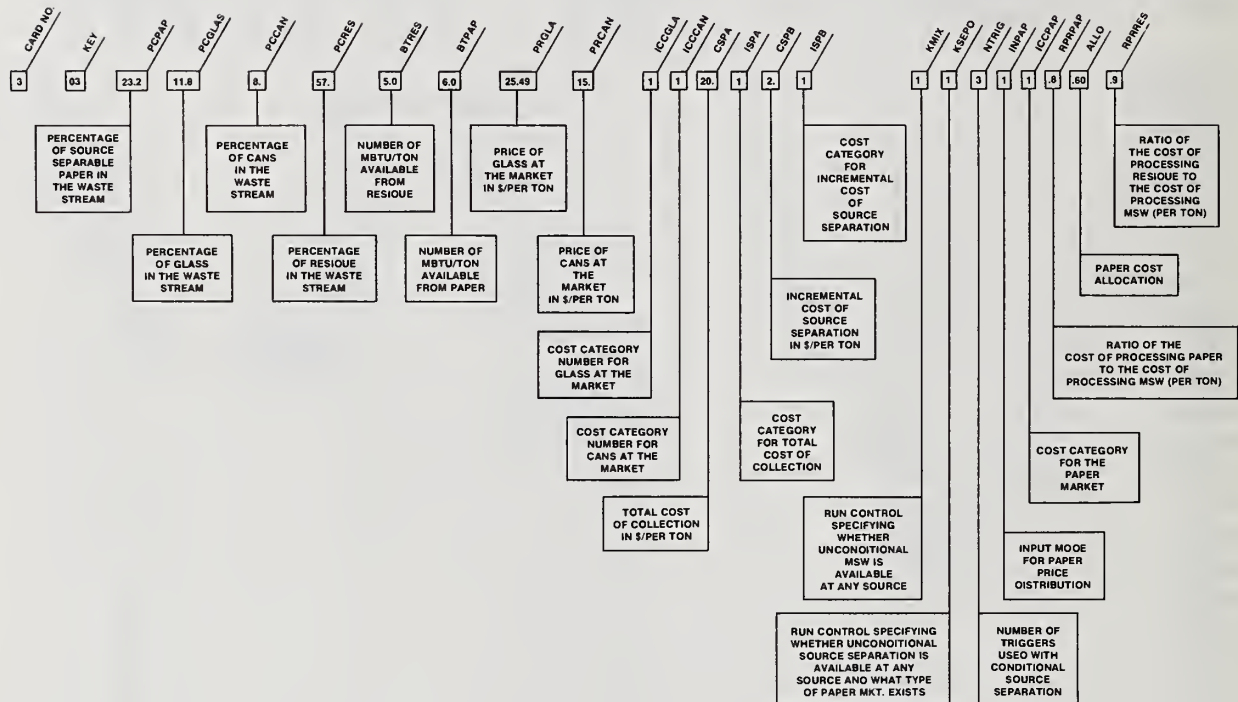 CARD NO. KEY PCPAP PCGLAS PCCAN PCRES BTRES BTPAP PRGLA PRCAN ICCGLA ICCCAN CSPA ISPA CSPB ISPB KMIX KSEPO NTRIG INPAP ICCPAP RPRPAP ALLO RPRRES
3 03 23.2 11.8 8. 57. 5.0 6.0 25.49 15. 1 1 20. 1 2. 1 1 1 3 1 1 .8 .60 .9
PERCENTAGE
OF SOURCE
SEPARABLE
PAPER IN
THE WASTE
STREAM
PERCENTAGE
OF CANS
IN THE
WASTE
STREAM
NUMBER OF
MBTU/TON
AVAILABLE
FROM
RESIOUE
PRICE OF
GLASS AT
THE MARKET
IN $/PER TON
COST
CATEGORY
FOR
INCREMENTAL
COST
OF
SOURCE
SEPARATION
RATIO OF
THE COST OF
PROCESSING
RESIOUE TO
THE COST OF
PROCESSING
MSW (PER TON)
PERCENTAGE
OF GLASS
IN THE WASTE
STREAM
PERCENTAGE
OF RESIOUE
IN THE WASTE
STREAM
NUMBER OF
MBTU/TON
AVAILABLE
FROM PAPER
PRICE OF
CANS AT
THE
MARKET
IN $/PER TON
PAPER COST
ALLOCATION
INCREMENTAL
COST OF
SOURCE
SEPARATION
IN $/PER TON
COST CATEGORY
NUMBER FOR
GLASS AT THE
MARKET
RATIO OF THE
COST OF PROCESSING PAPER
TO THE COST OF
PROCESSING MSW (PER TON)
COST CATEGORY
NUMBER FOR
CANS AT THE
MARKET
COST
CATEGORY
FOR TOTAL
COST OF
COLLECTION
COST CATEGORY
FOR THE
PAPER
MARKET
TOTAL COST
OF COLLECTION
IN $/PER TON
RUN CONTROL
SPECIFYING
WHETHER
UNCONDITIONAL
MSW IS
AVAILABLE
AT ANY SOURCE
INPUT MOOE
FOR PAPER
PRICE
OISTRIBUTION
RUN CONTROL SPECIFYING
WHETHER UNCONDITIONAL
SOURCE SEPARATION IS
AVAILABLE AT ANY
SOURCE ANO WHAT TYPE
OF PAPER MKT. EXISTS
NUMBER OF
TRIGGERS
USEO WITH
CONDITIONAL
SOURCE
SEPARATION